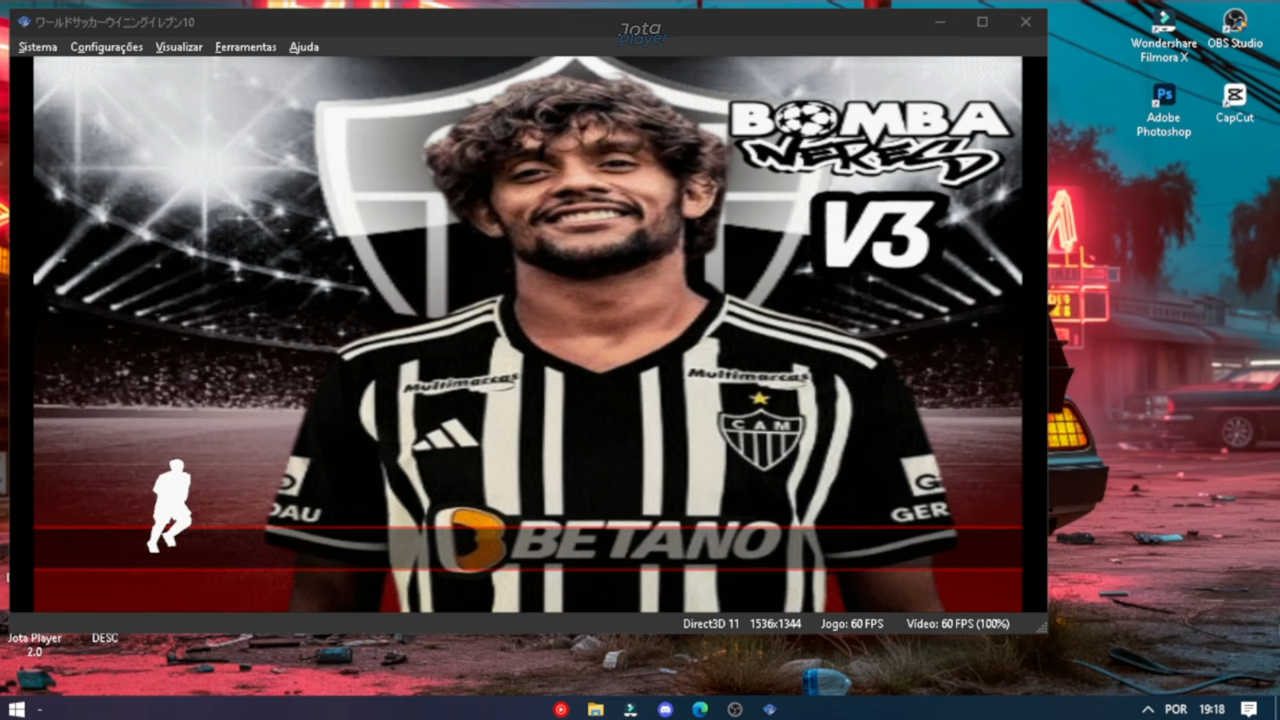 ワールドサッカーウイニングイレブン10
Jota
player
Sistema Configurações Visualizar Ferramentas Ajuda
Wondershare
Filmora X
OBS Studio
Ps
Adobe
Photoshop
CapCut
BOMBA
NERES
V3
Multimarcas
Multimarcas
CAM
DAU
G
GER
BETANO
Direct3D 11 1536x1344 Jogo: 60 FPS Vídeo: 60 FPS (100%)
Jota Player
2.0
DESC
POR 19:18